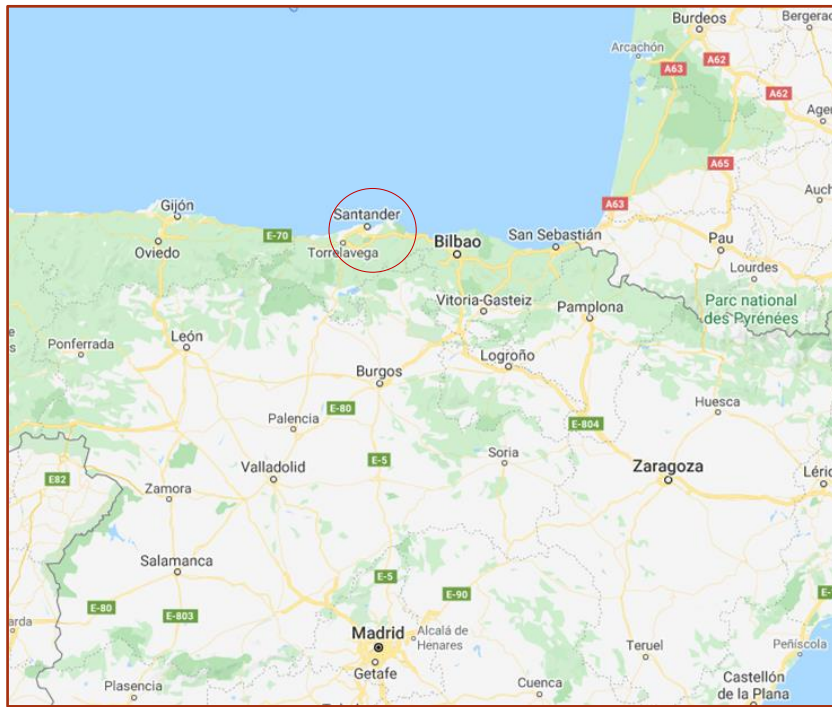 Burdeos
Bergerac
Arcachón
A62
A63
A62
Agen
A65
Auch
A63
Gijón
Santander
E-70
Oviedo
Torrelavega
Bilbao
San Sebastián
Pau
Lourdes
Vitoria-Gasteiz
Pamplona
Parc national
des Pyrénées
León
Ponferrada
Logroño
Burgos
Huesca
E-80
Palencia
E-804
Soria
E-5
Valladolid
Zaragoza
Léric
E82
Zamora
Salamanca
E-5
E-90
E-80
E-803
Madrid
Alcalá de
Henares
arda
Getafe
Teruel
Peñíscola
Plasencia
Cuenca
Castellón
de la Plana